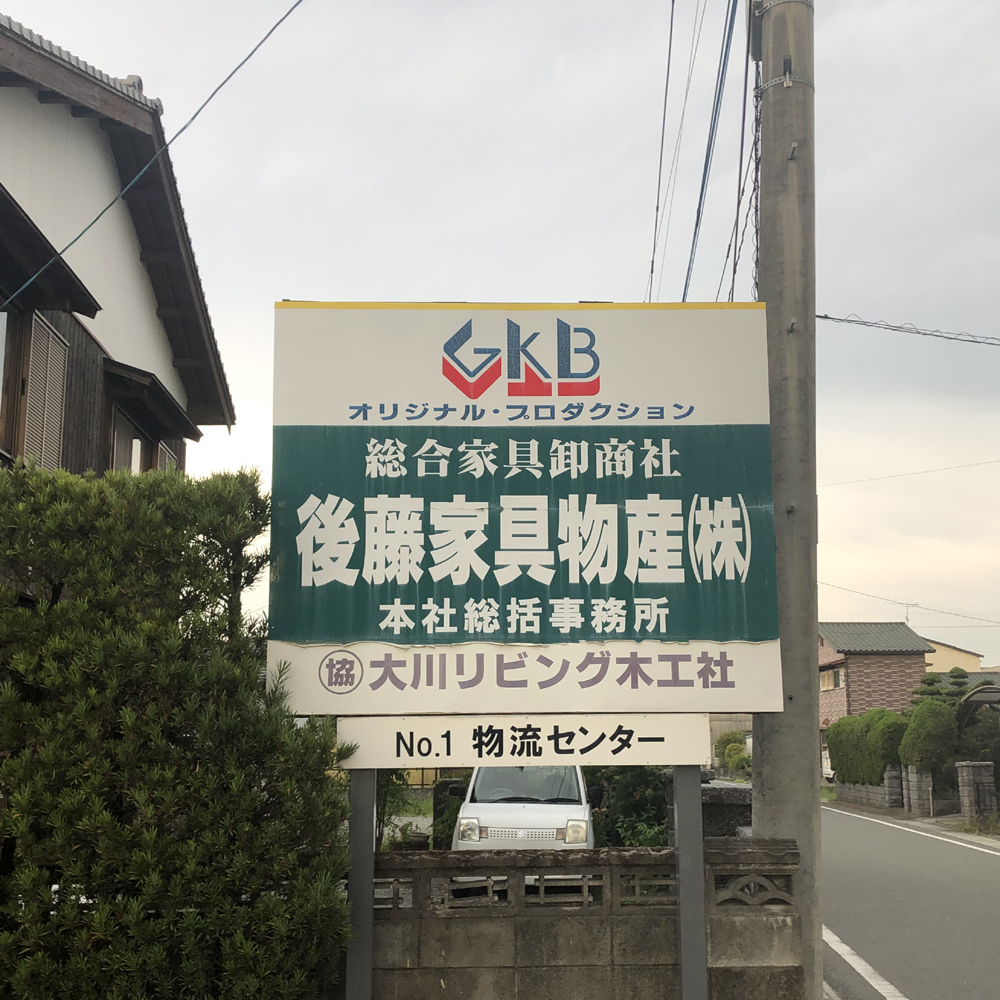 GKB
オリジナル・プロダクション
総合家具卸商社
後藤家具物産(株)
本社総括事務所
協 大川リビング木工社
No.1 物流センター